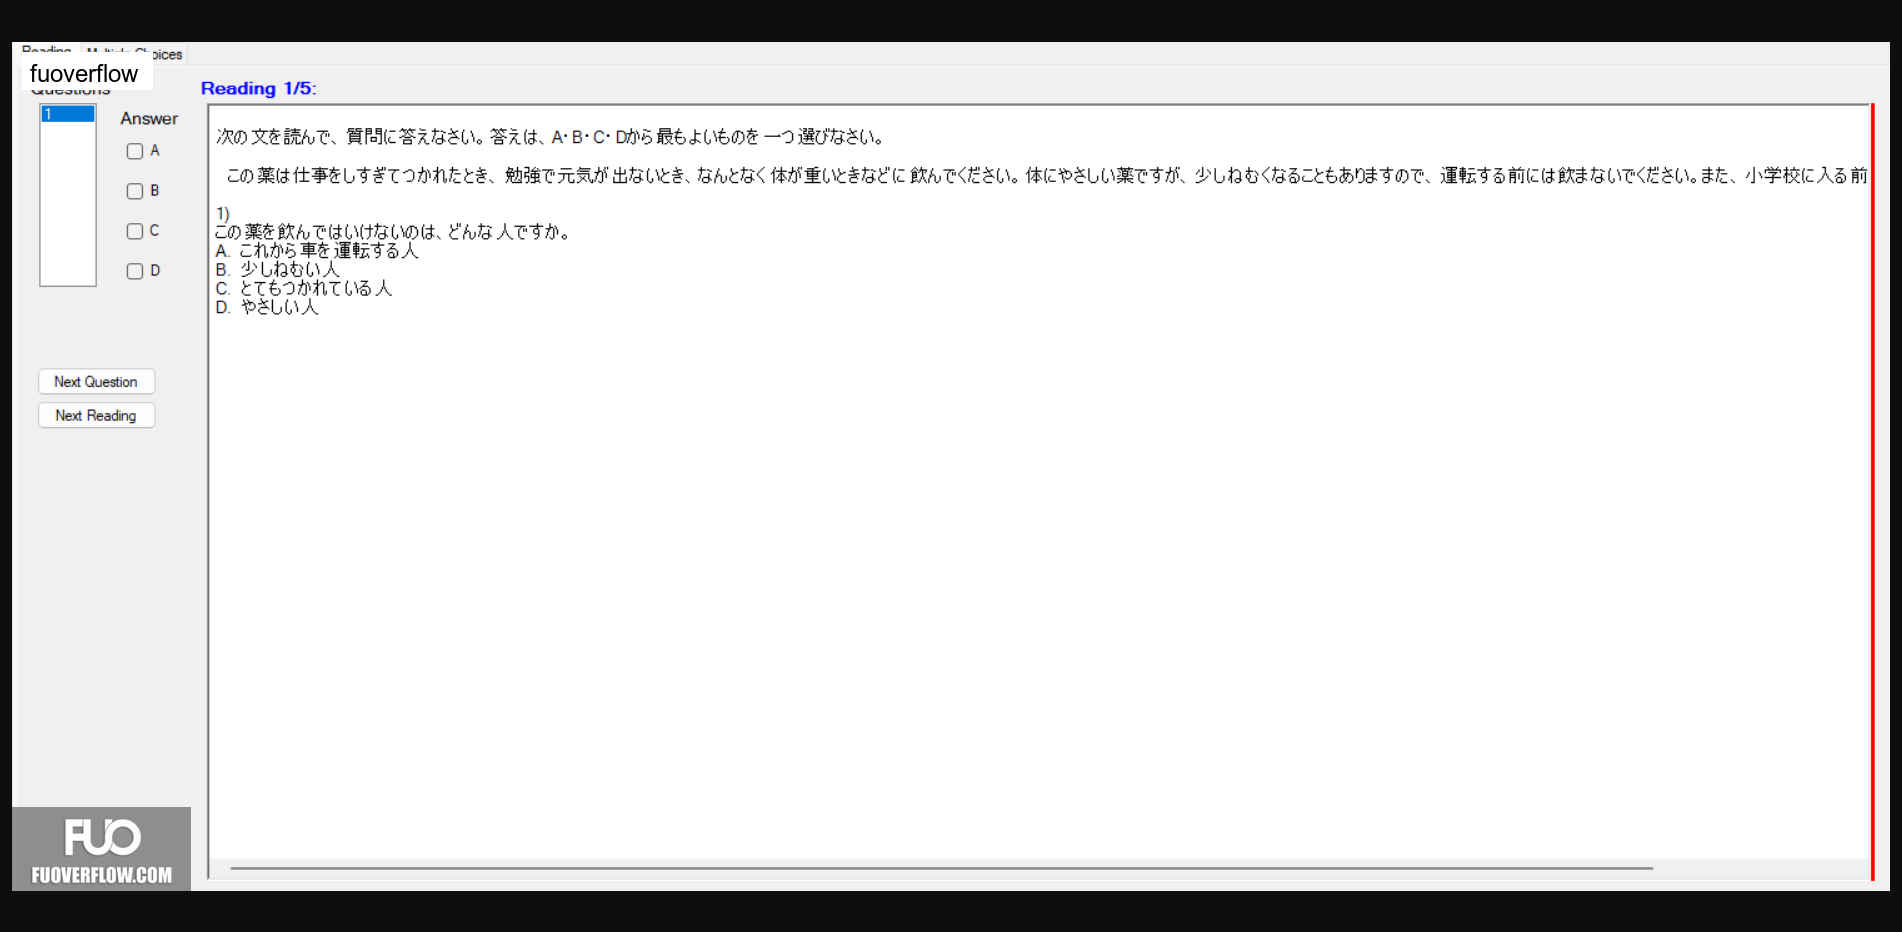 Reading Multiple Choices
fuoverflow
Questions
Reading 1/5:
1
Answer
A
B
C
D
次の文を読んで、質問に答えなさい。答えは、A・B・C・Dから最もよいものを一つ選びなさい。
この薬は仕事をしすぎてつかれたとき、勉強で元気が出ないとき、なんとなく体が重いときなどに飲んでください。体にやさしい薬ですが、少しねむくなることもありますので、運転する前には飲まないでください。また、小学校に入る前
1)
この薬を飲んではいけないのは、どんな人ですか。
A. これから車を運転する人
B. 少しねむい人
C. とてもつかれている人
D. やさしい人
Next Question
Next Reading
FUO
FUOVERFLOW.COM